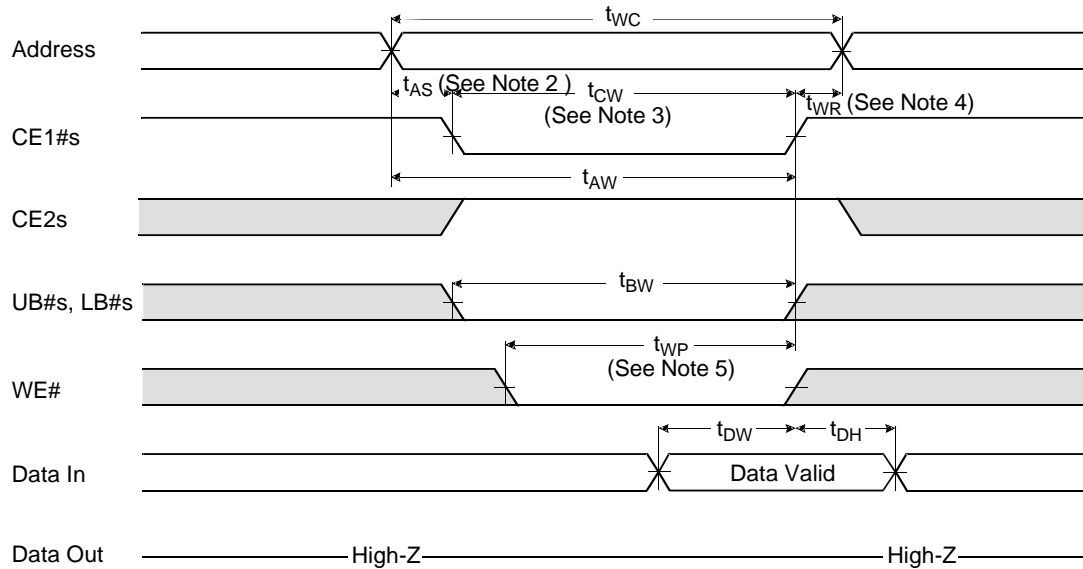 tWC
Address
tAS (See Note 2 )
tCW
(See Note 3)
tWR (See Note 4)
CE1#s
tAW
CE2s
tBW
UB#s, LB#s
tWP
(See Note 5)
WE#
tDW
tDH
Data In
Data Valid
Data Out
High-Z
High-Z